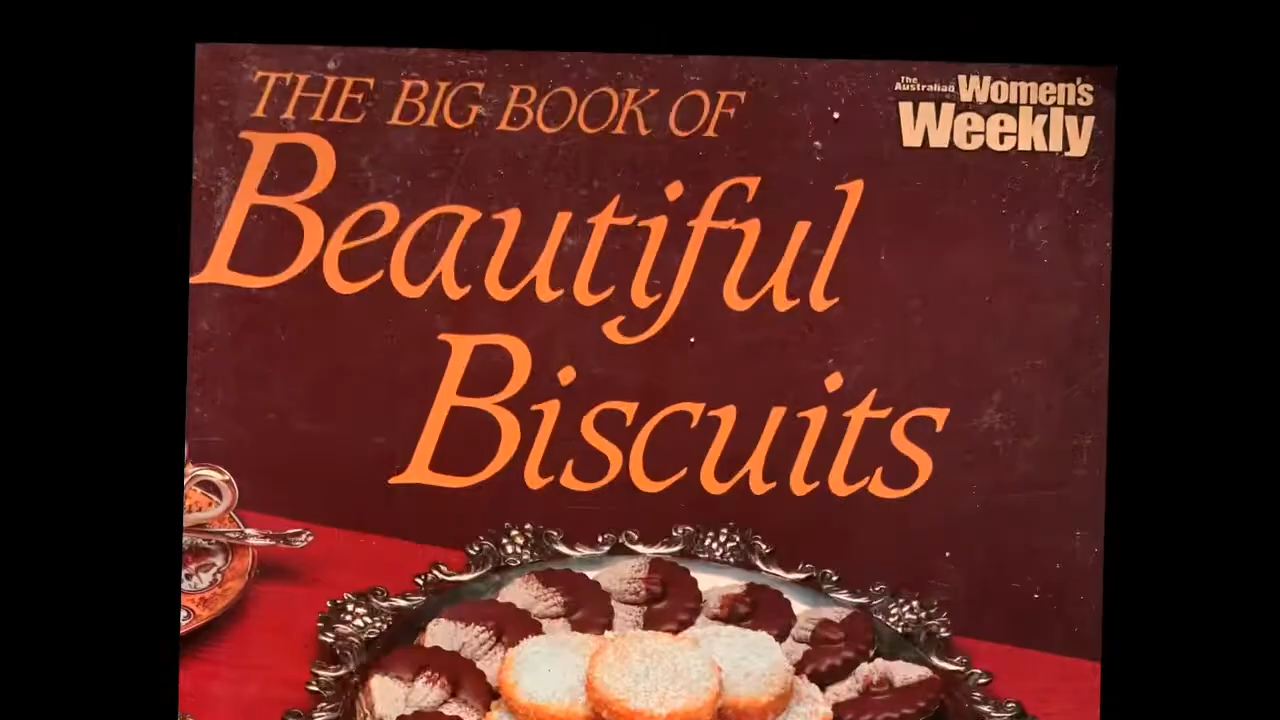 THE BIG BOOK OF
Beautiful
Biscuits
The Australian Women's
Weekly